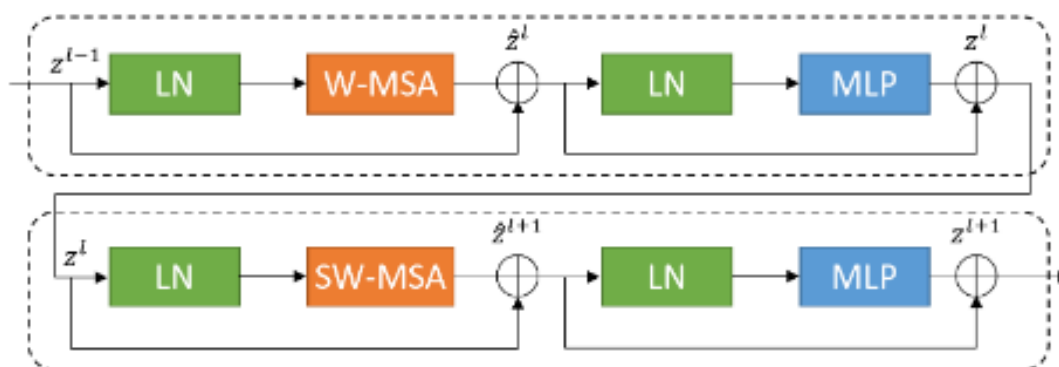 z^{l-1} LN W-MSA ẑ^l LN MLP z^l
z^l LN SW-MSA ẑ^{l+1} LN MLP z^{l+1}